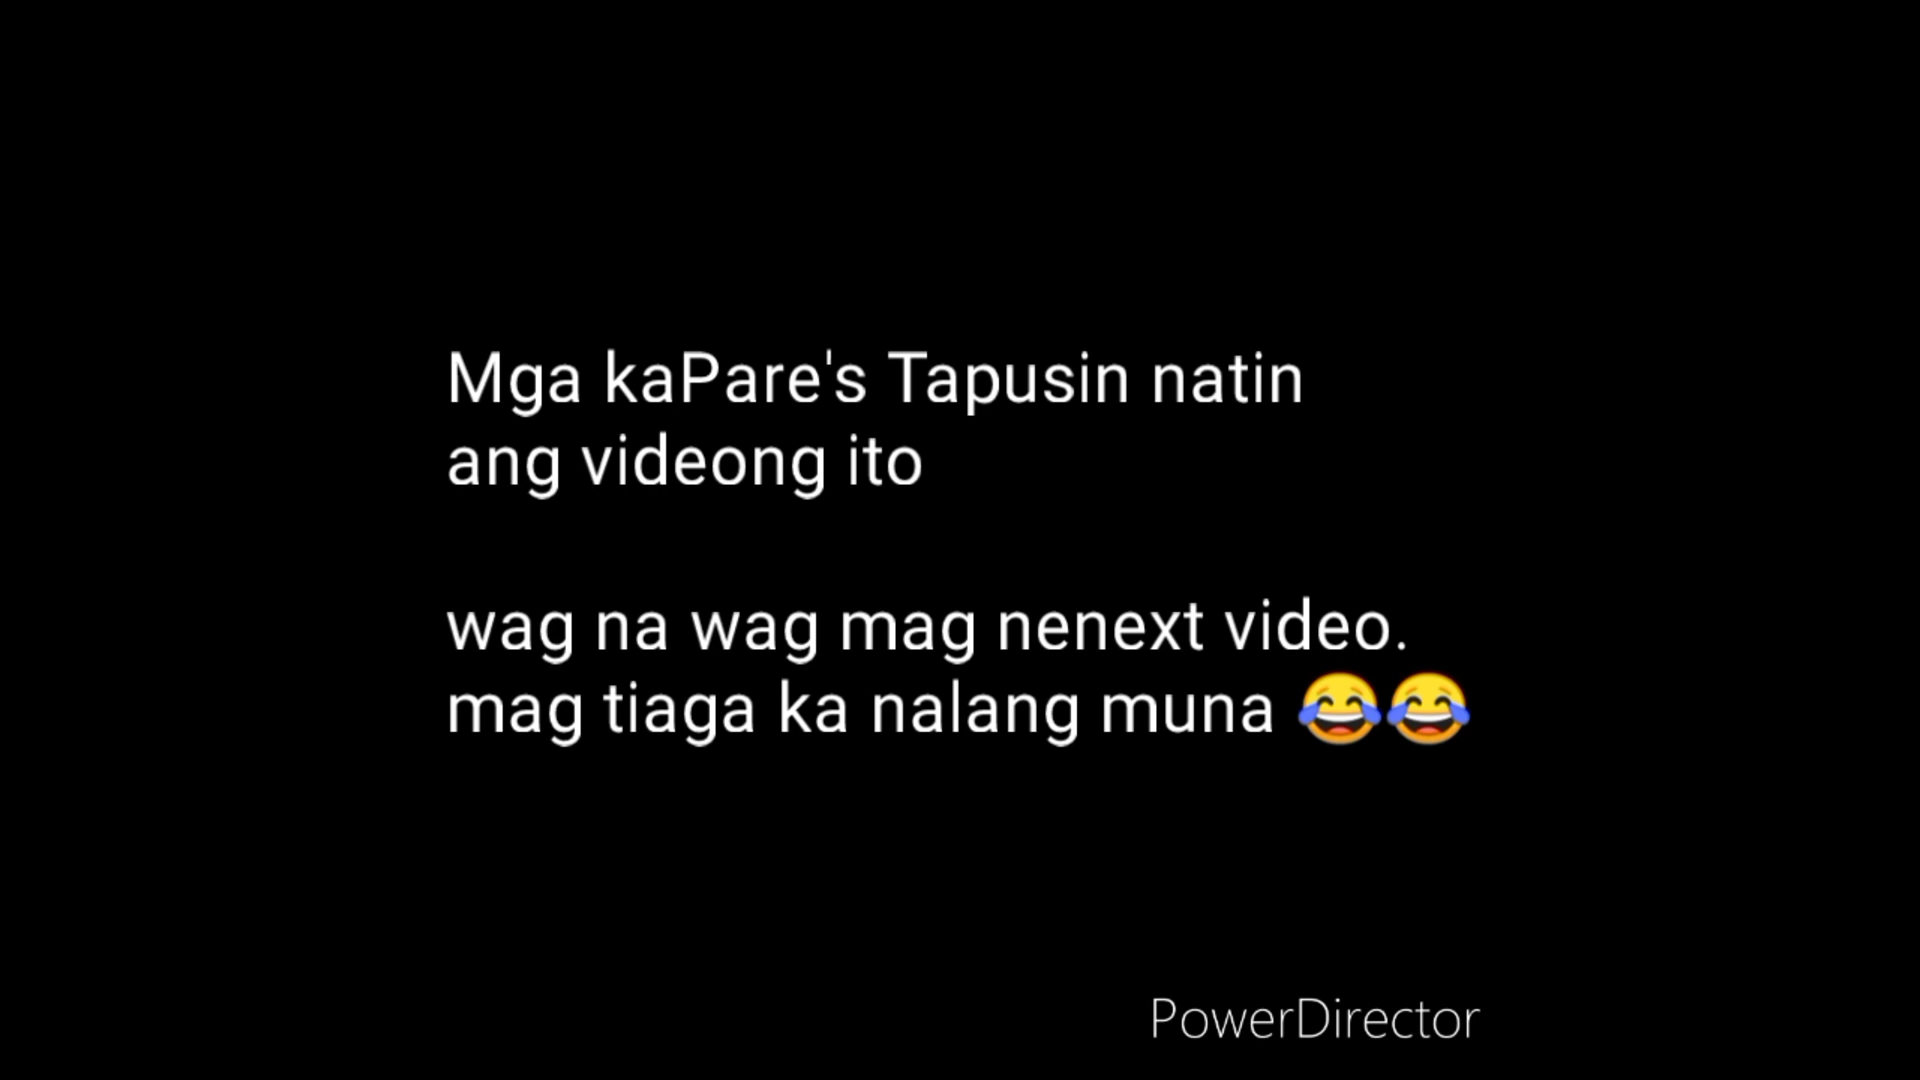 Mga kaPare's Tapusin natin
ang videong ito
wag na wag mag nenext video.
mag tiaga ka nalang muna 😂😂
PowerDirector